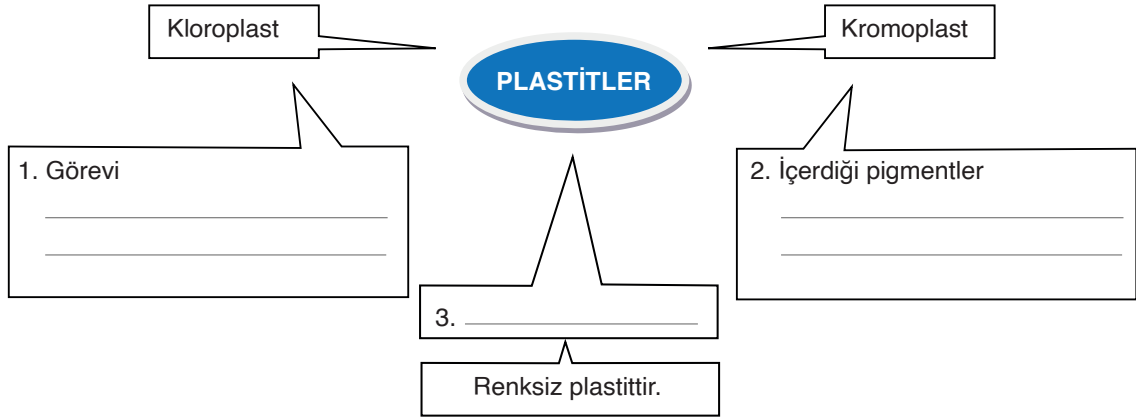 Kloroplast
Kromoplast
PLASTİTLER
1. Görevi
2. İçerdiği pigmentler
3.
Renksiz plastittir.